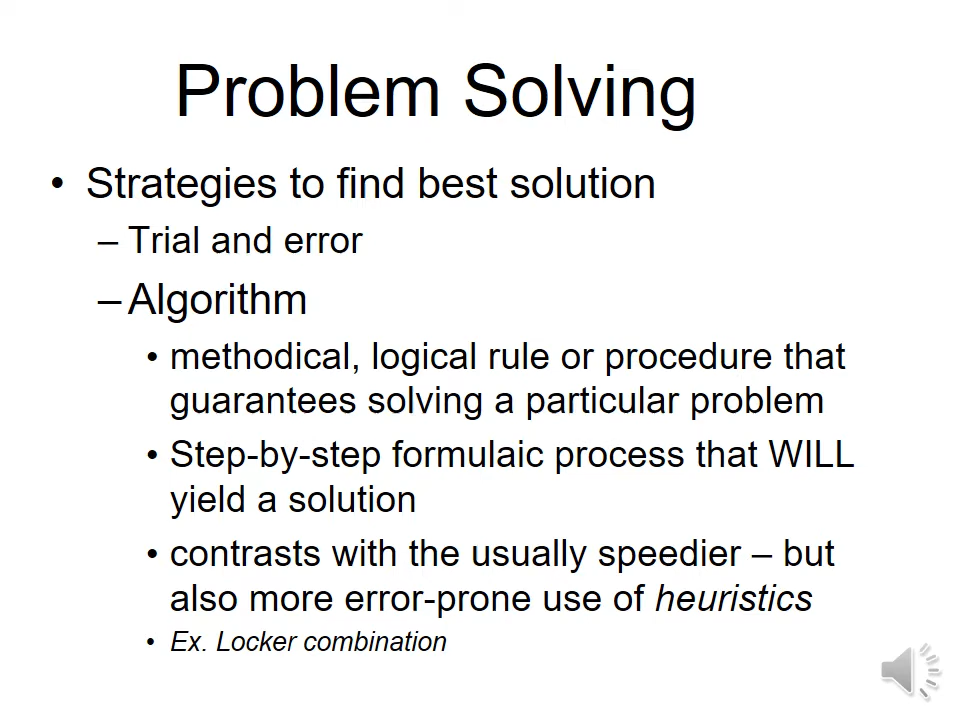 Problem Solving
• Strategies to find best solution
– Trial and error
– Algorithm
• methodical, logical rule or procedure that
guarantees solving a particular problem
• Step-by-step formulaic process that WILL
yield a solution
• contrasts with the usually speedier – but
also more error-prone use of heuristics
• Ex. Locker combination